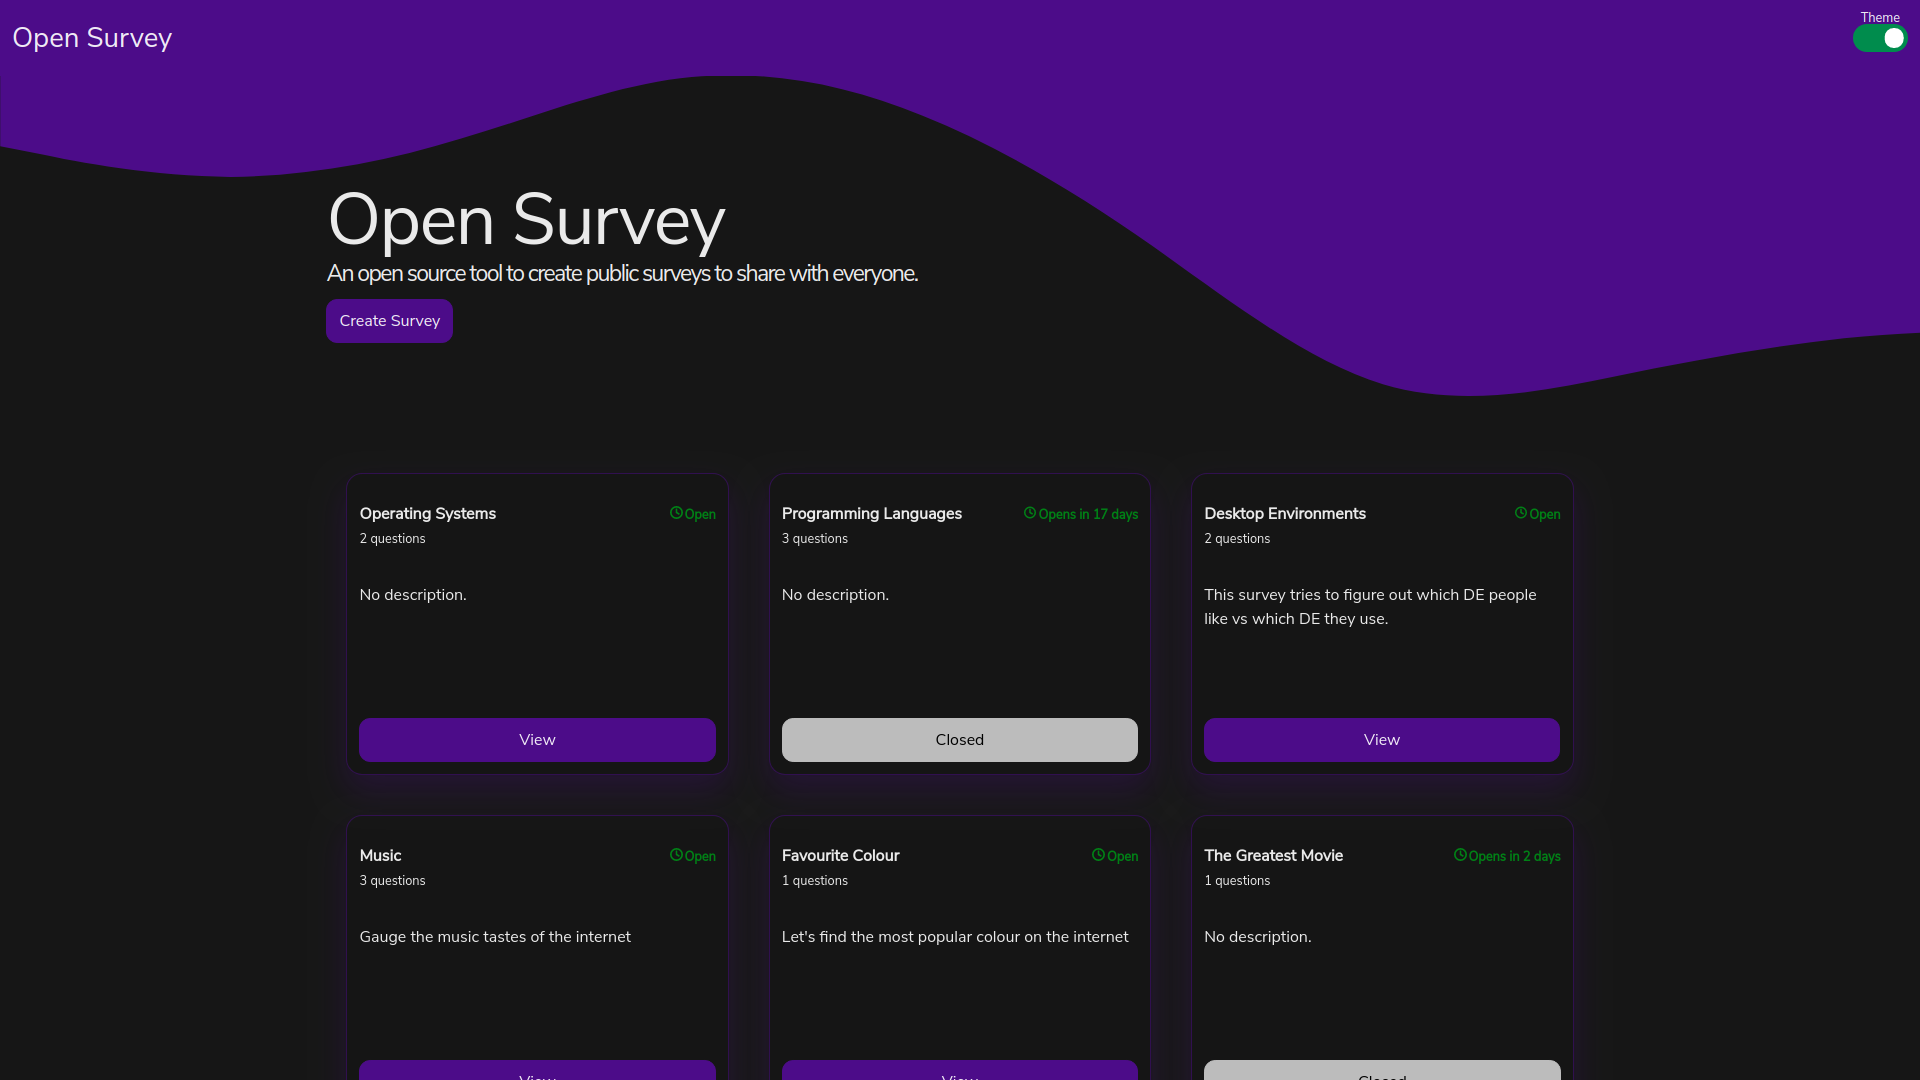 Open Survey
Theme
Open Survey
An open source tool to create public surveys to share with everyone.
Create Survey
Operating Systems
Open
2 questions
No description.
View
Programming Languages
Opens in 17 days
3 questions
No description.
Closed
Desktop Environments
Open
2 questions
This survey tries to figure out which DE people
like vs which DE they use.
View
Music
Open
3 questions
Gauge the music tastes of the internet
View
Favourite Colour
Open
1 questions
Let's find the most popular colour on the internet
View
The Greatest Movie
Opens in 2 days
1 questions
No description.
Closed